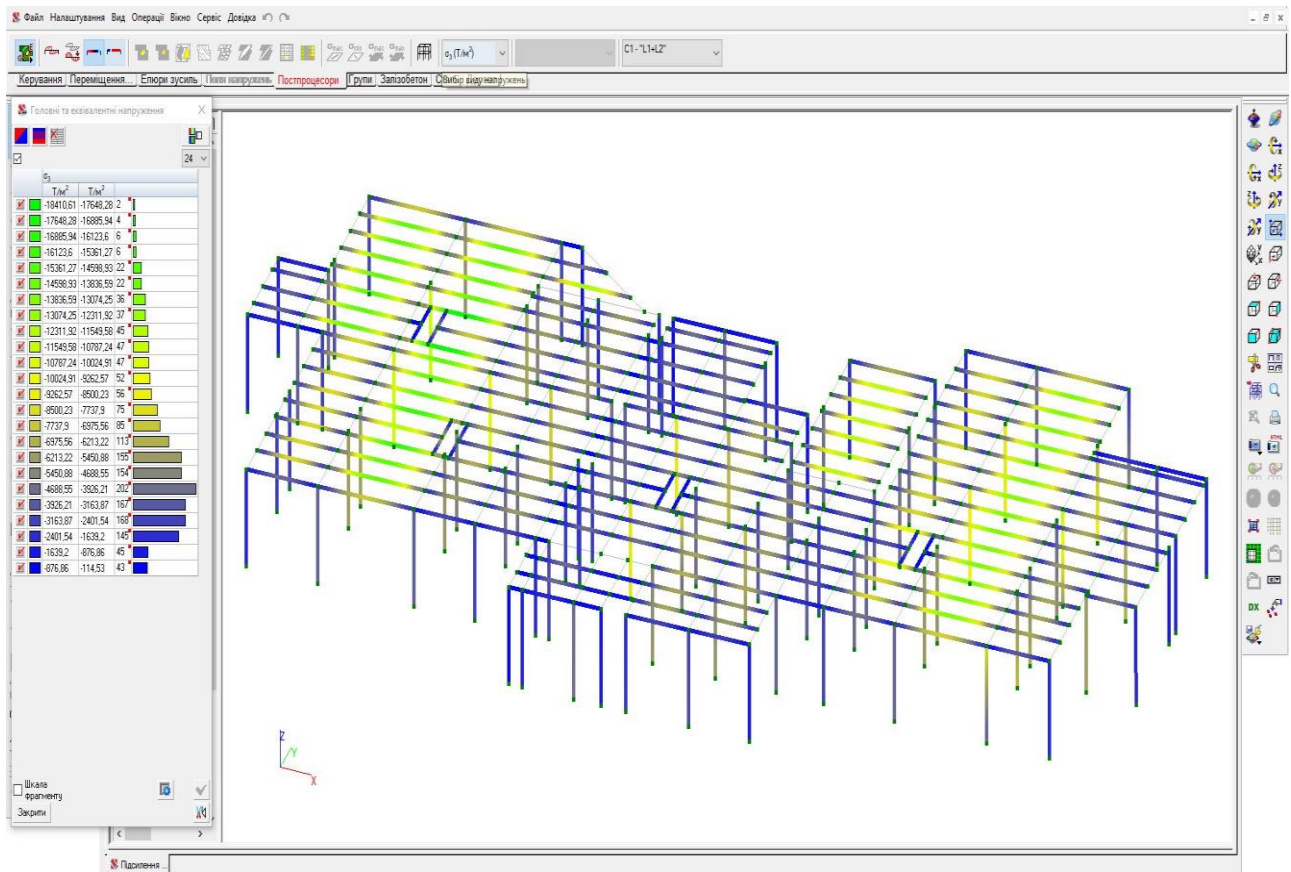 Файл Налаштування Вид Операції Вікно Сервіс Довідка
σ₃ (Т/м²) C1 - "L1+L2"
Керування Переміщення... Епюри зусиль Поля напружень Постпроцесори Групи Залізобетон Вибір виду напружень
Головні та еквівалентні напруження
24
σ₃
Т/м² Т/м²
-18410,61 -17648,28 2
-17648,28 -16885,94 4
-16885,94 -16123,6 6
-16123,6 -15361,27 6
-15361,27 -14598,93 22
-14598,93 -13836,59 22
-13836,59 -13074,25 36
-13074,25 -12311,92 37
-12311,92 -11549,58 45
-11549,58 -10787,24 47
-10787,24 -10024,91 47
-10024,91 -9262,57 52
-9262,57 -8500,23 56
-8500,23 -7737,9 75
-7737,9 -6975,56 85
-6975,56 -6213,22 113
-6213,22 -5450,88 155
-5450,88 -4688,55 154
-4688,55 -3926,21 202
-3926,21 -3163,87 167
-3163,87 -2401,54 168
-2401,54 -1639,2 145
-1639,2 -876,86 45
-876,86 -114,53 43
Z
Y
X
DX
Шкала
фрагменту
Закрити
Підсилення ...